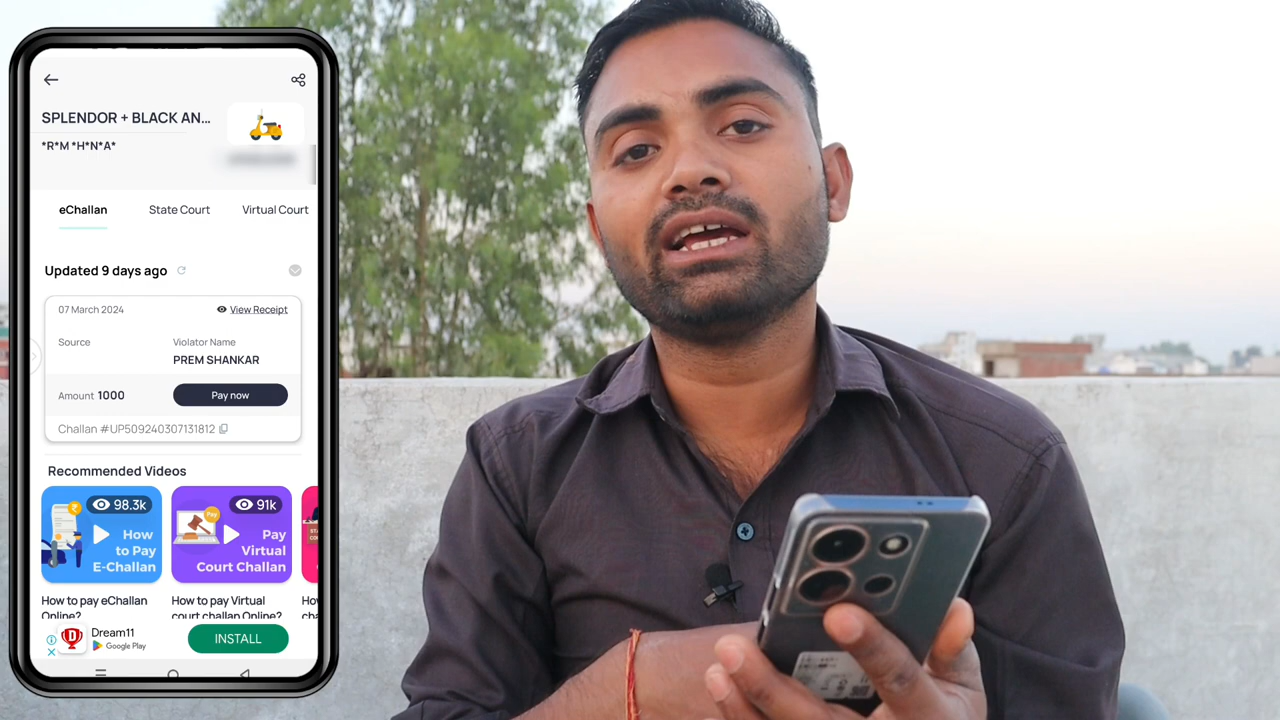 SPLENDOR + BLACK AN...
*R*M *H*N*A*
eChallan State Court Virtual Court
Updated 9 days ago
07 March 2024 View Receipt
Source Violator Name
PREM SHANKAR
Amount 1000 Pay now
Challan #UP509240307131812
Recommended Videos
98.3k
How
to Pay
E-Challan
91k
Pay
Virtual
Court Challan
How to pay eChallan
Online?
How to pay Virtual
court challan Online?
Dream11
Google Play
INSTALL